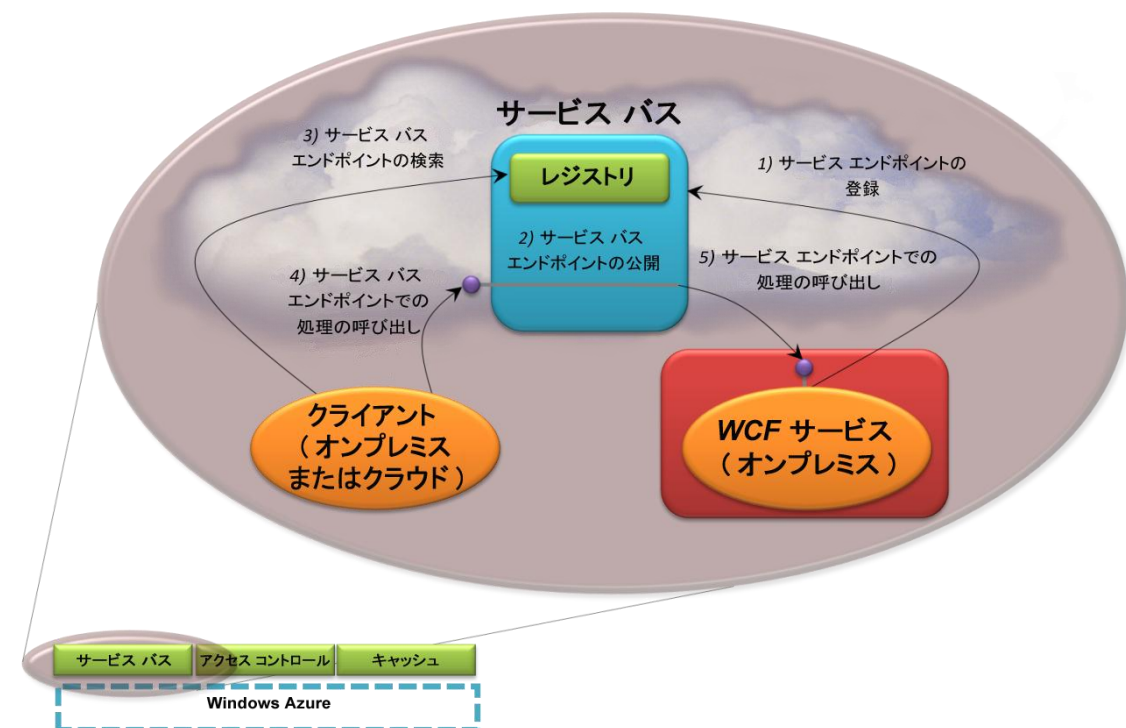 サービス バス
レジストリ
1) サービス エンドポイントの
登録
2) サービス バス
エンドポイントの公開
3) サービス バス
エンドポイントの検索
4) サービス バス
エンドポイントでの
処理の呼び出し
5) サービス エンドポイントでの
処理の呼び出し
クライアント
(オンプレミス
またはクラウド)
WCF サービス
(オンプレミス)
サービス バス
アクセス コントロール
キャッシュ
Windows Azure